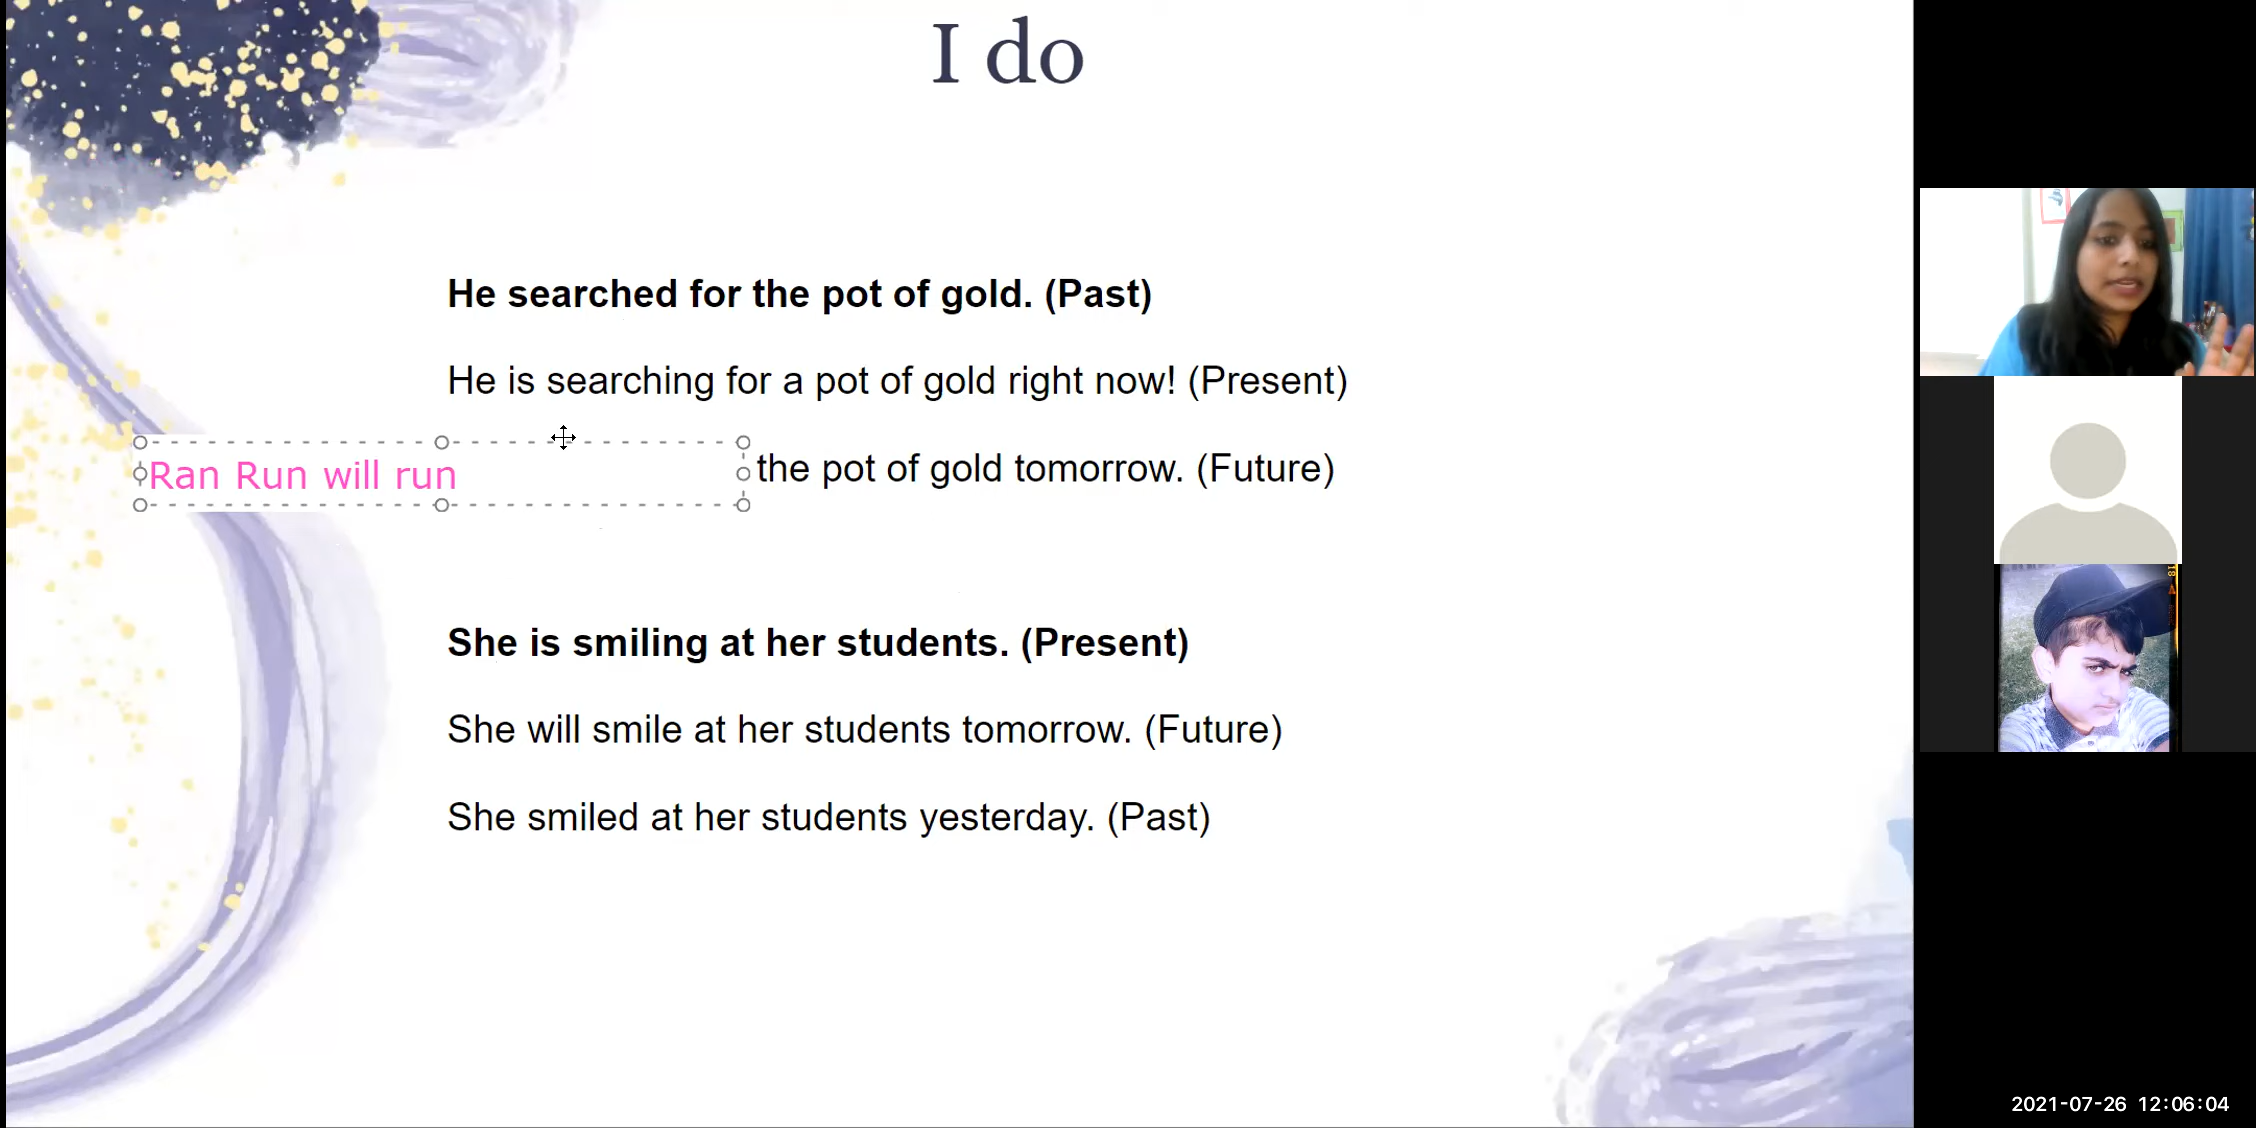 I do
He searched for the pot of gold. (Past)
He is searching for a pot of gold right now! (Present)
Ran Run will run the pot of gold tomorrow. (Future)
She is smiling at her students. (Present)
She will smile at her students tomorrow. (Future)
She smiled at her students yesterday. (Past)
2021-07-26 12:06:04